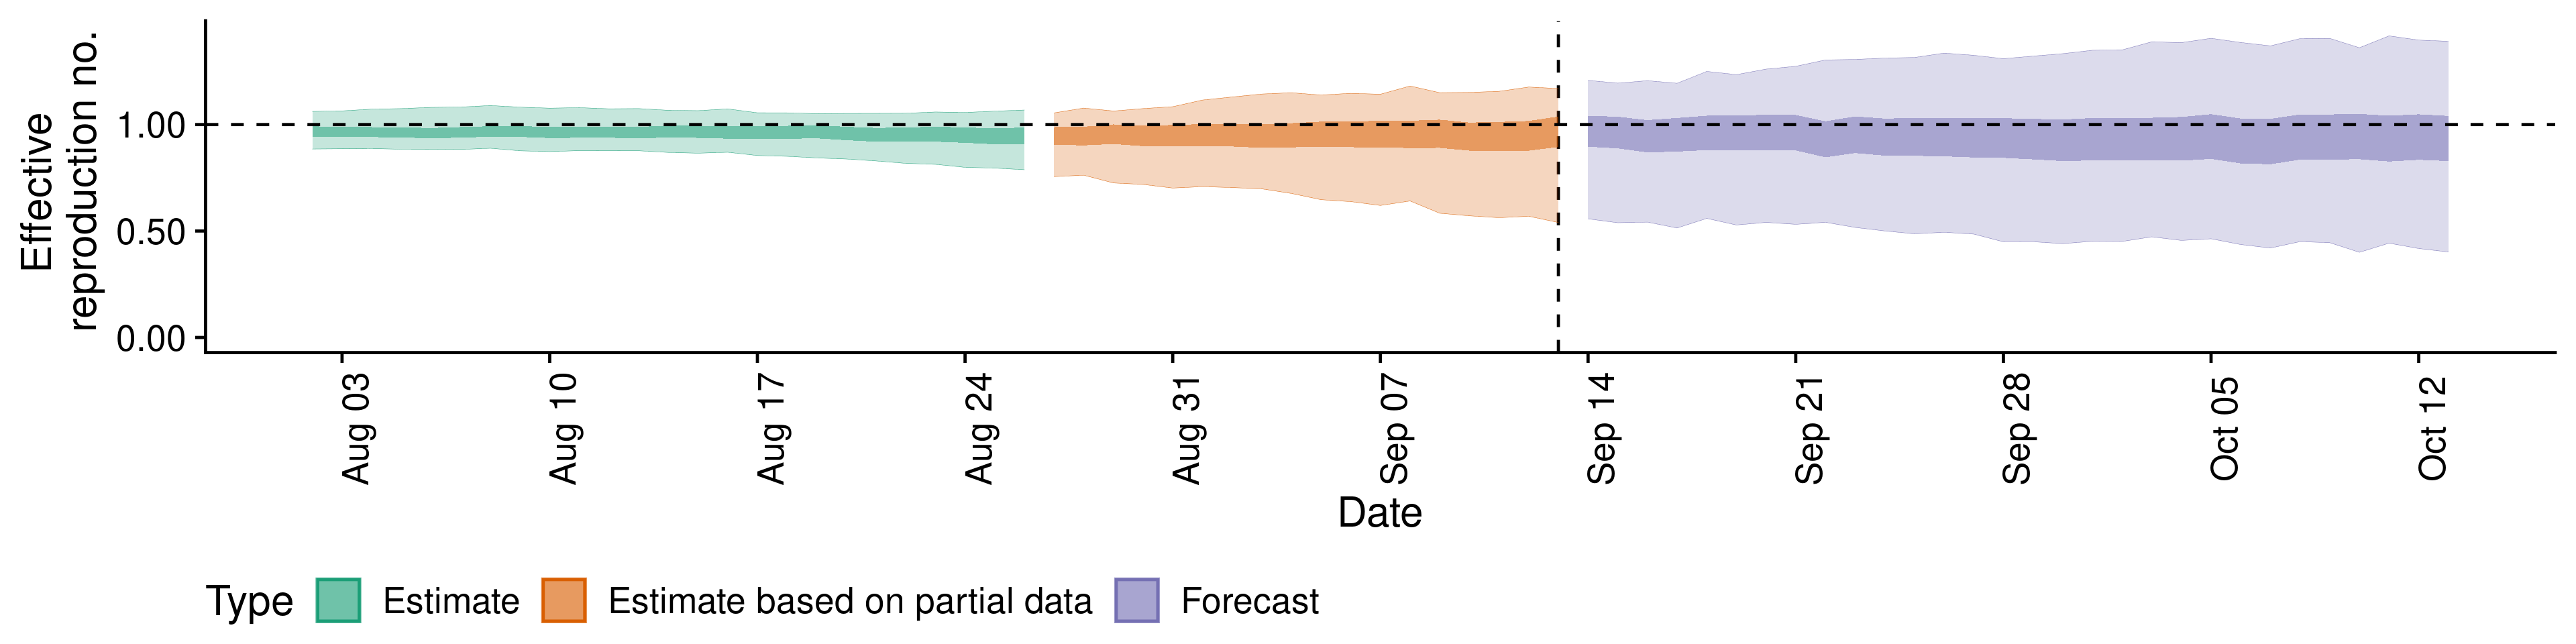 Effective
reproduction no.
1.00
0.50
0.00
Aug 03
Aug 10
Aug 17
Aug 24
Aug 31
Sep 07
Sep 14
Sep 21
Sep 28
Oct 05
Oct 12
Date
Type Estimate Estimate based on partial data Forecast